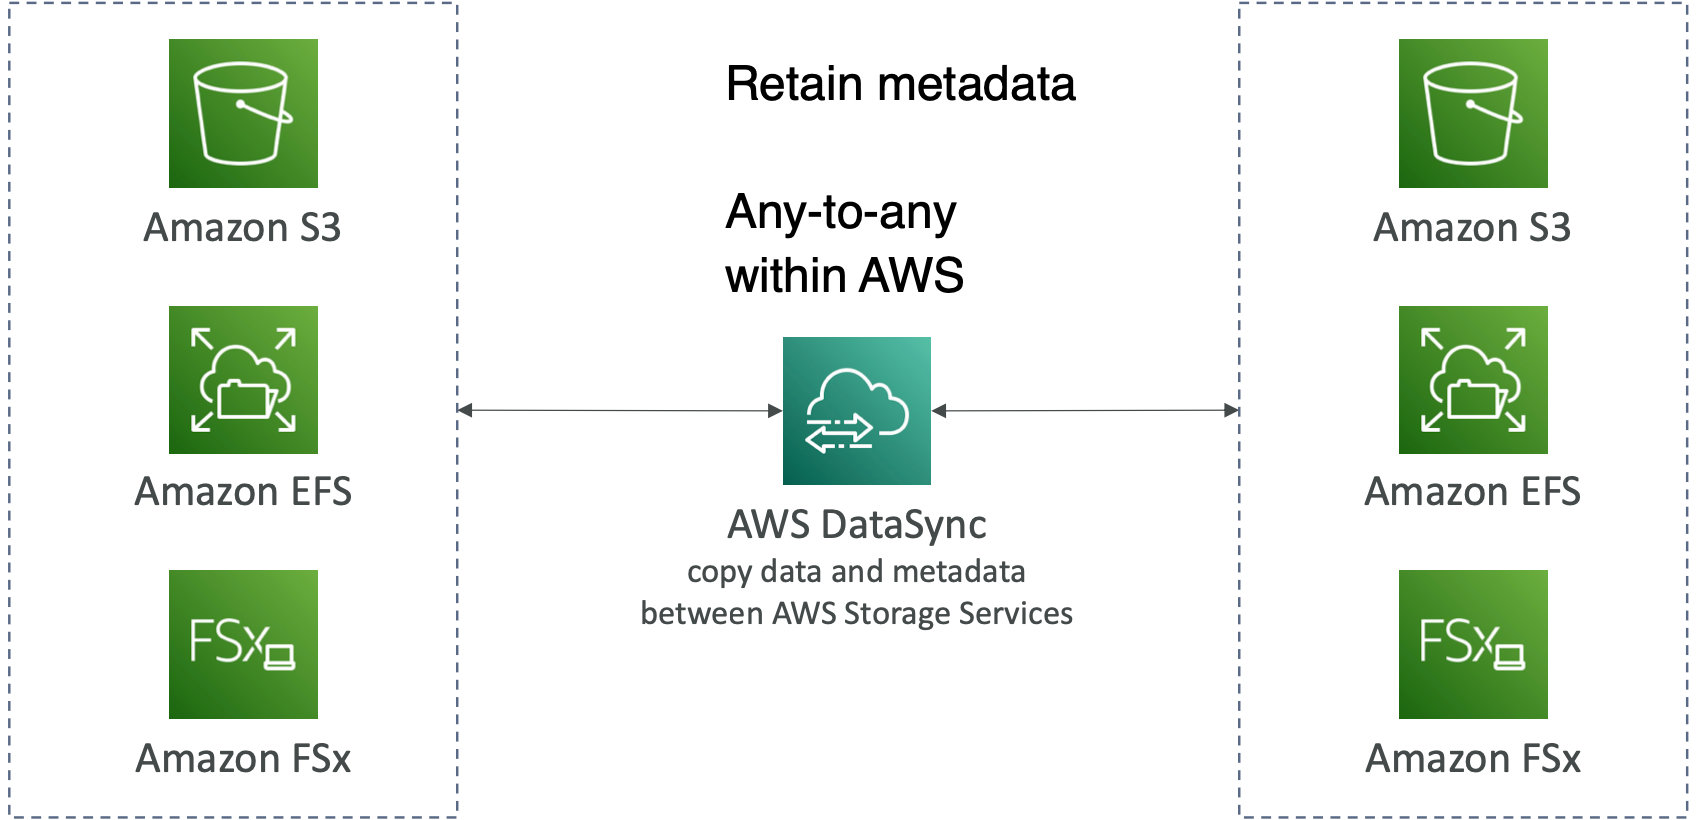 Amazon S3
Amazon EFS
FSx
Amazon FSx
Retain metadata
Any-to-any
within AWS
AWS DataSync
copy data and metadata
between AWS Storage Services
Amazon S3
Amazon EFS
FSx
Amazon FSx